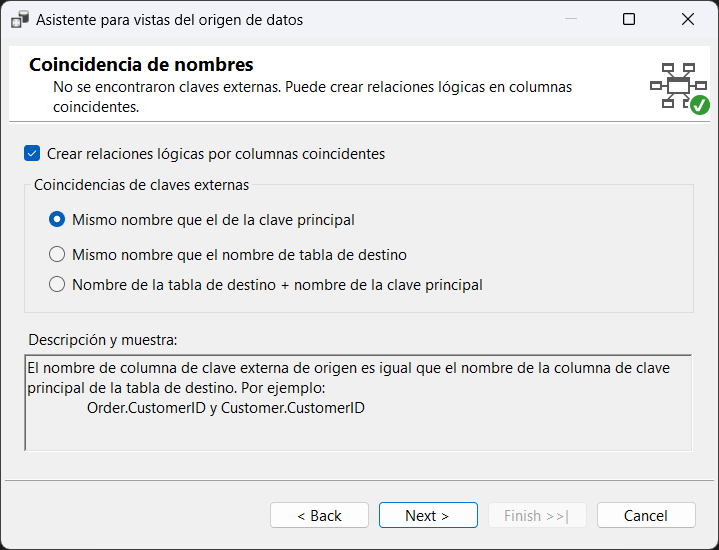 Asistente para vistas del origen de datos
Coincidencia de nombres
No se encontraron claves externas. Puede crear relaciones lógicas en columnas
coincidentes.
Crear relaciones lógicas por columnas coincidentes
Coincidencias de claves externas
Mismo nombre que el de la clave principal
Mismo nombre que el nombre de tabla de destino
Nombre de la tabla de destino + nombre de la clave principal
Descripción y muestra:
El nombre de columna de clave externa de origen es igual que el nombre de la columna de clave
principal de la tabla de destino. Por ejemplo:
Order.CustomerID y Customer.CustomerID
< Back
Next >
Finish >>|
Cancel